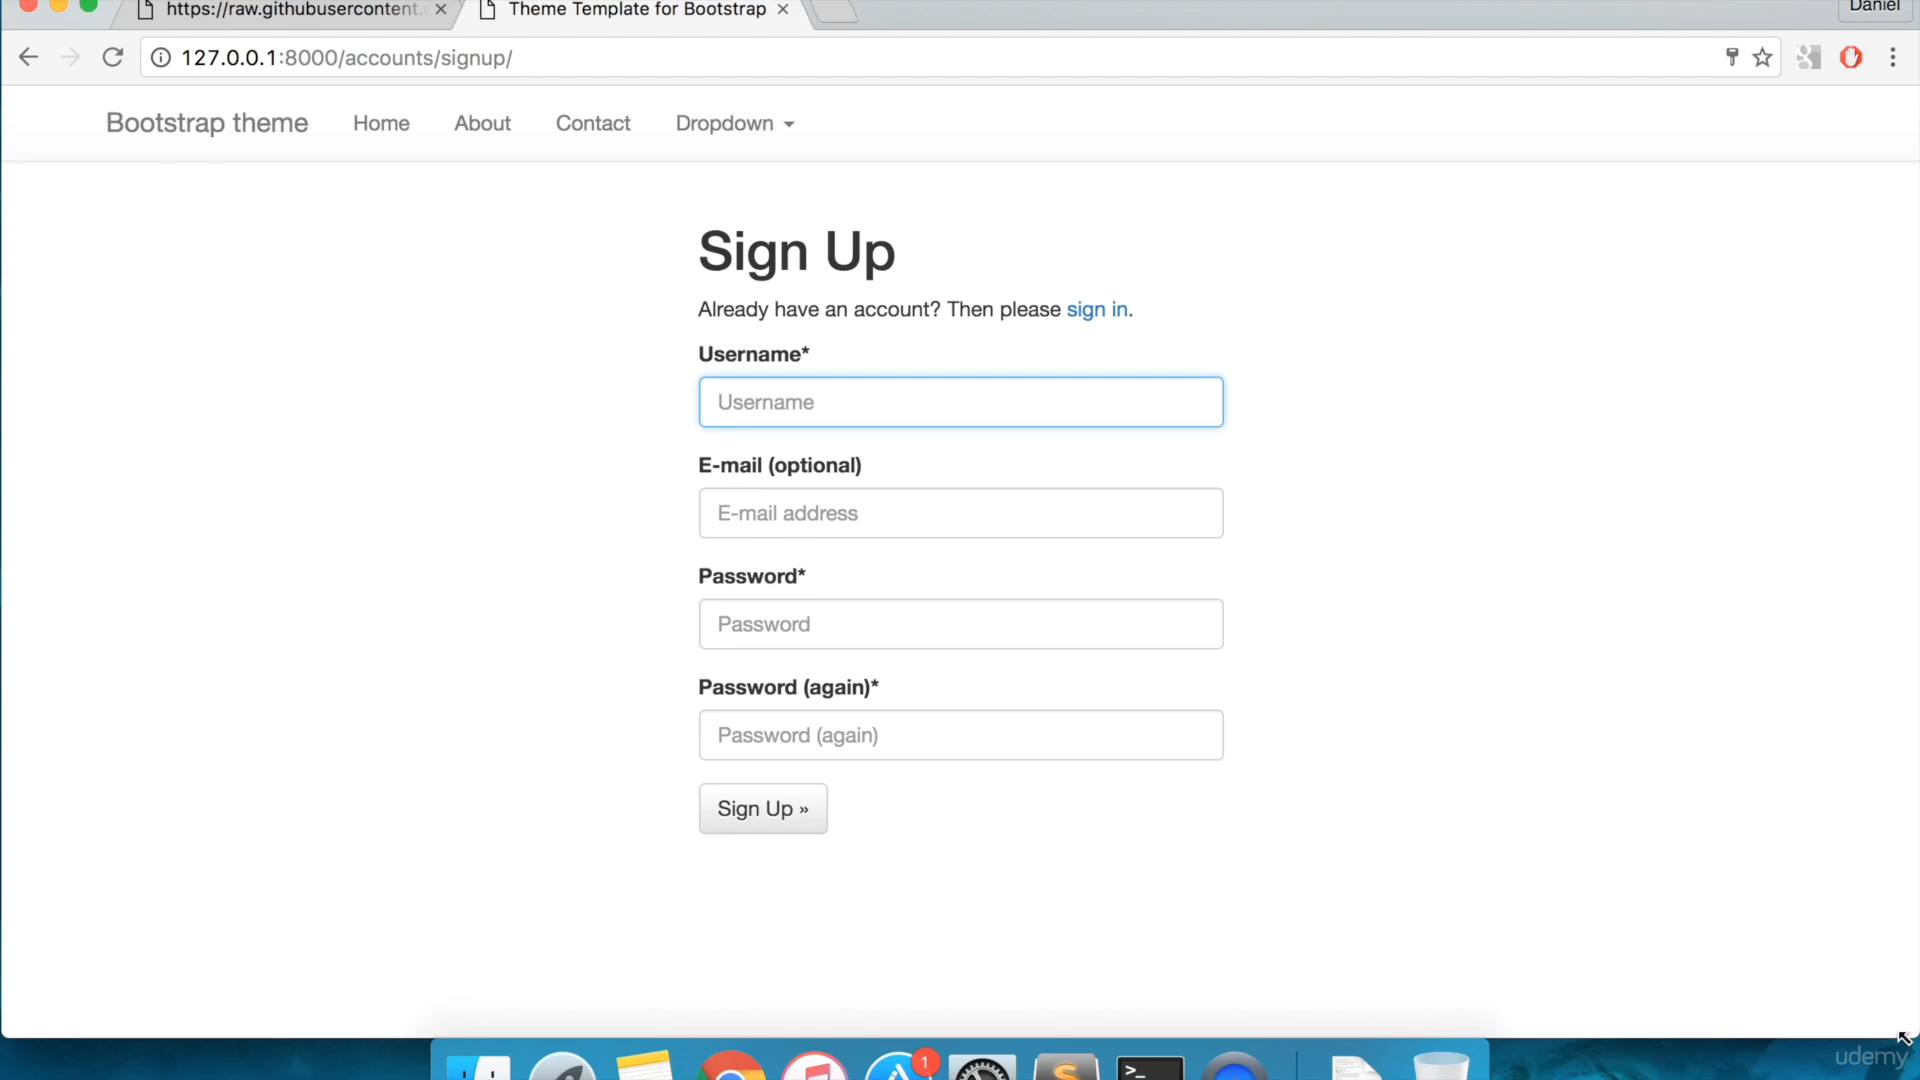 https://raw.githubusercontent.
Theme Template for Bootstrap
Daniel
127.0.0.1:8000/accounts/signup/
Bootstrap theme Home About Contact Dropdown
Sign Up
Already have an account? Then please sign in.
Username*
Username
E-mail (optional)
E-mail address
Password*
Password
Password (again)*
Password (again)
Sign Up »
1
S
>_
udemy